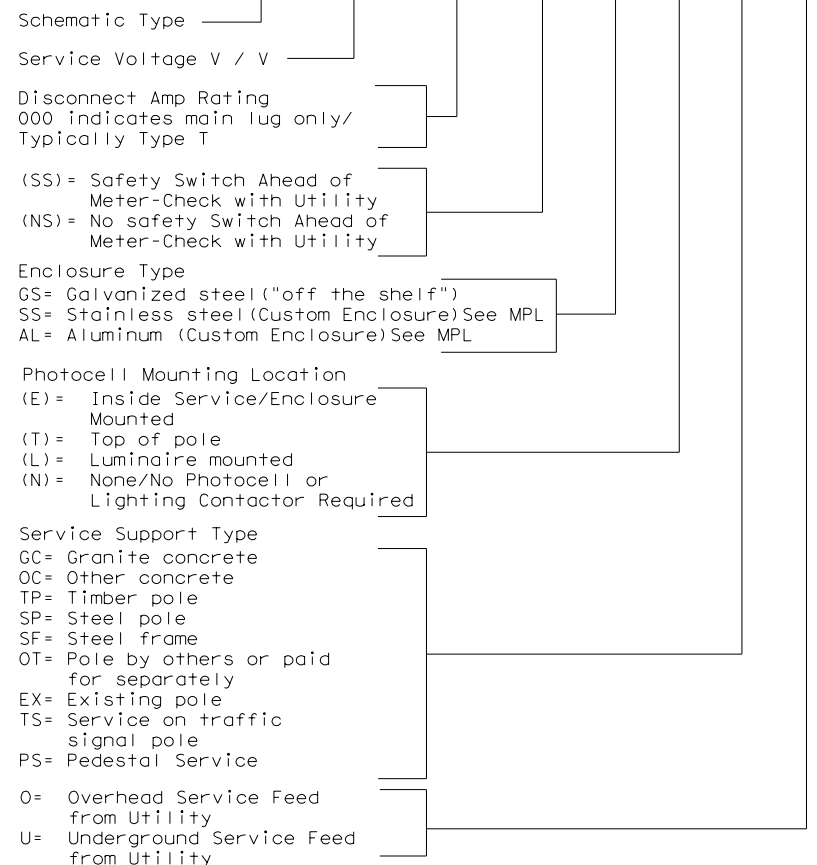 Schematic Type
Service Voltage V / V
Disconnect Amp Rating
000 indicates main lug only/
Typically Type T
(SS)= Safety Switch Ahead of
Meter-Check with Utility
(NS)= No safety Switch Ahead of
Meter-Check with Utility
Enclosure Type
GS= Galvanized steel("off the shelf")
SS= Stainless steel(Custom Enclosure)See MPL
AL= Aluminum (Custom Enclosure)See MPL
Photocell Mounting Location
(E)= Inside Service/Enclosure
Mounted
(T)= Top of pole
(L)= Luminaire mounted
(N)= None/No Photocell or
Lighting Contactor Required
Service Support Type
GC= Granite concrete
OC= Other concrete
TP= Timber pole
SP= Steel pole
SF= Steel frame
OT= Pole by others or paid
for separately
EX= Existing pole
TS= Service on traffic
signal pole
PS= Pedestal Service
O= Overhead Service Feed
from Utility
U= Underground Service Feed
from Utility